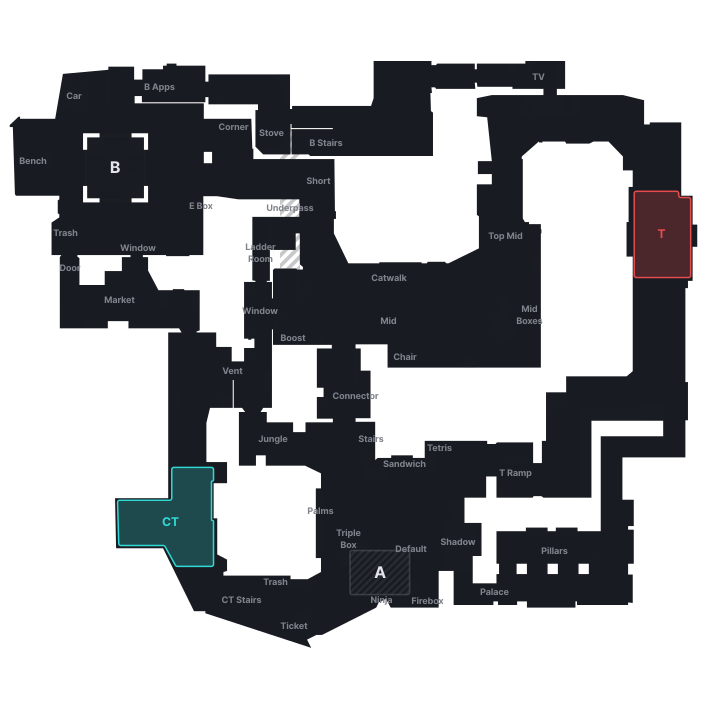 TV
B Apps
Car
Corner
Stove
B Stairs
Bench
B
Short
E Box
Underpass
Trash
Window
Top Mid
Ladder
Room
Door
Catwalk
Market
Window
Mid
Mid
Boxes
Boost
Chair
Vent
Connector
Jungle
Stairs
Tetris
Sandwich
T Ramp
Palms
CT
Triple
Box
Default
Shadow
Pillars
A
Trash
CT Stairs
Ninja
Firebox
Palace
Ticket
T